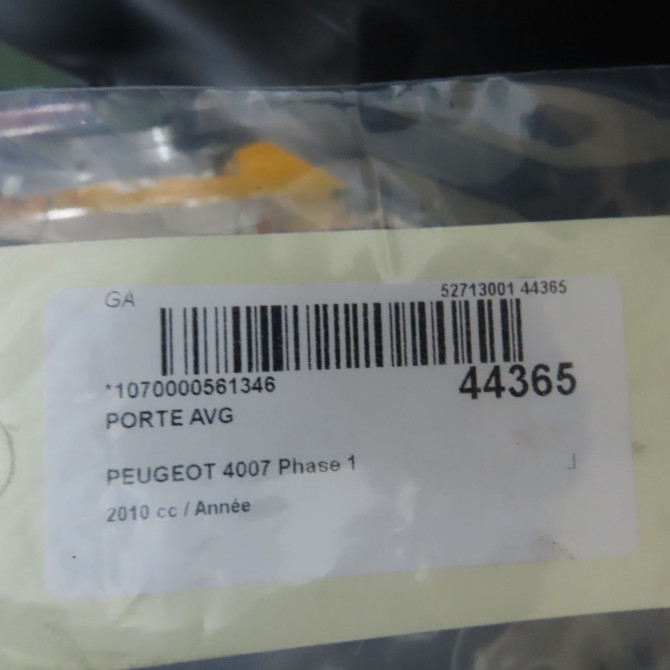 GA 52713001 44365
*1070000561346 44365
PORTE AVG
PEUGEOT 4007 Phase 1
2010 cc / Année